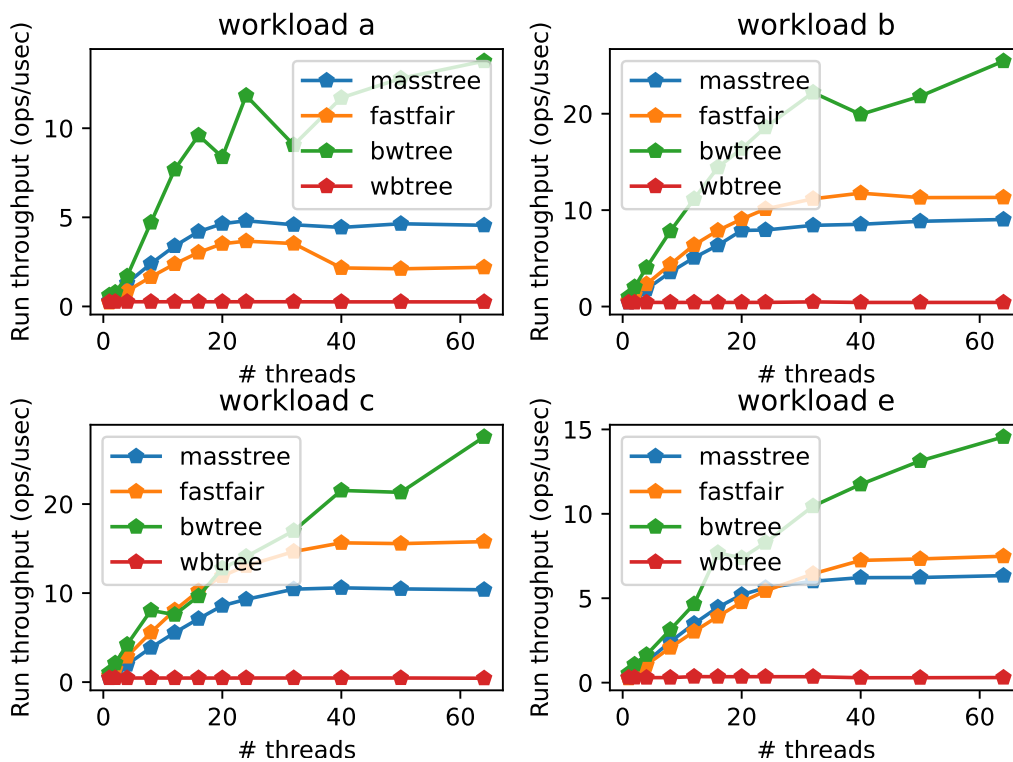 workload a
Run throughput (ops/usec)
10
5
0
masstree
fastfair
bwtree
wbtree
0 20 40 60
# threads
workload b
Run throughput (ops/usec)
20
10
0
masstree
fastfair
bwtree
wbtree
0 20 40 60
# threads
workload c
Run throughput (ops/usec)
20
10
0
masstree
fastfair
bwtree
wbtree
0 20 40 60
# threads
workload e
Run throughput (ops/usec)
15
10
5
0
masstree
fastfair
bwtree
wbtree
0 20 40 60
# threads